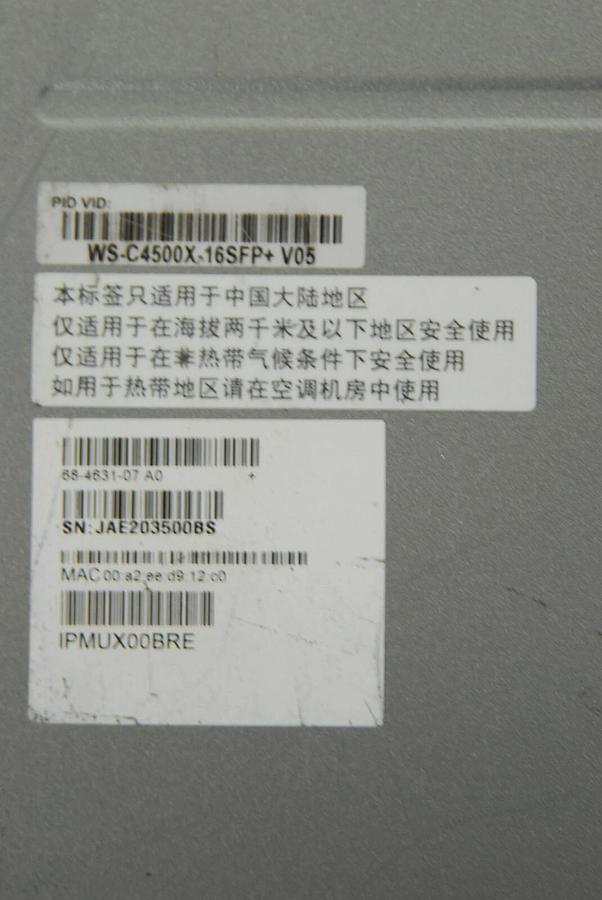 PID VID:
WS-C4500X-16SFP+ V05
本标签只适用于中国大陆地区
仅适用于在海拔两千米及以下地区安全使用
仅适用于在非热带气候条件下安全使用
如用于热带地区请在空调机房中使用
68-4631-07 A0 +
SN:JAE203500BS
MAC 00:a2:ee:d9:12:c0
IPMUX00BRE